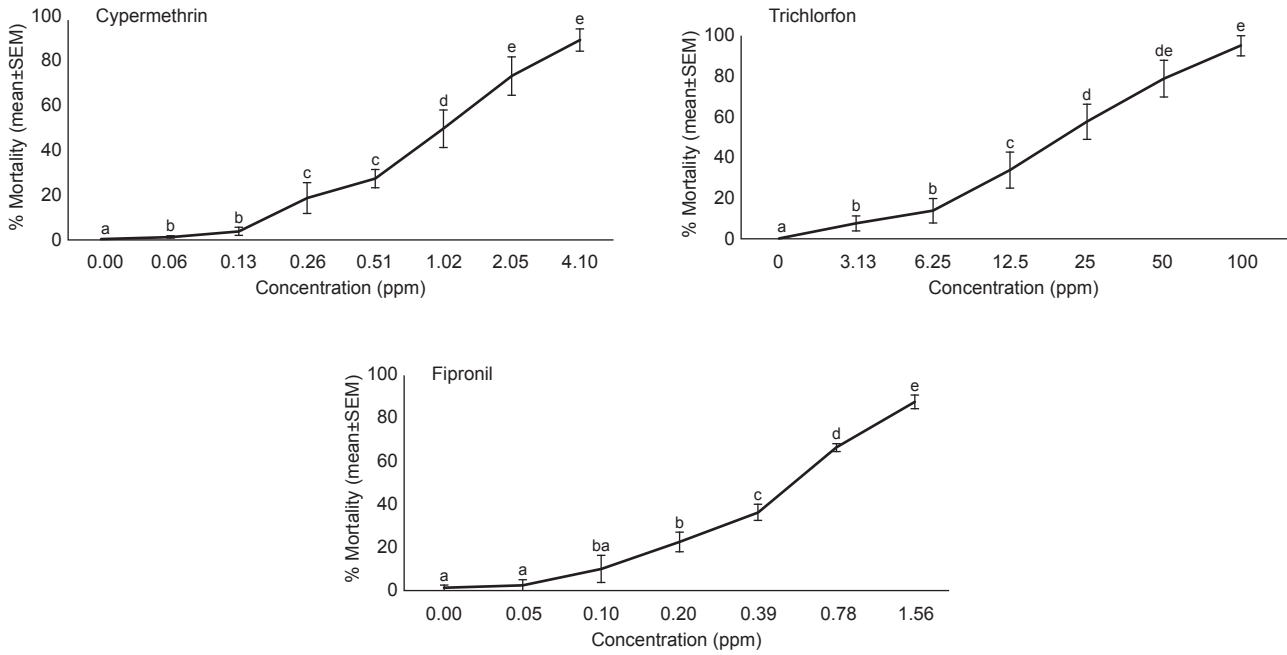 Cypermethrin
% Mortality (mean±SEM)
100
80
60
40
20
0
a
b
b
c
c
d
e
e
0.00 0.06 0.13 0.26 0.51 1.02 2.05 4.10
Concentration (ppm)
Trichlorfon
% Mortality (mean±SEM)
100
80
60
40
20
0
a
b
b
c
d
de
e
0 3.13 6.25 12.5 25 50 100
Concentration (ppm)
Fipronil
% Mortality (mean±SEM)
100
80
60
40
20
0
a
a
ba
b
c
d
e
0.00 0.05 0.10 0.20 0.39 0.78 1.56
Concentration (ppm)